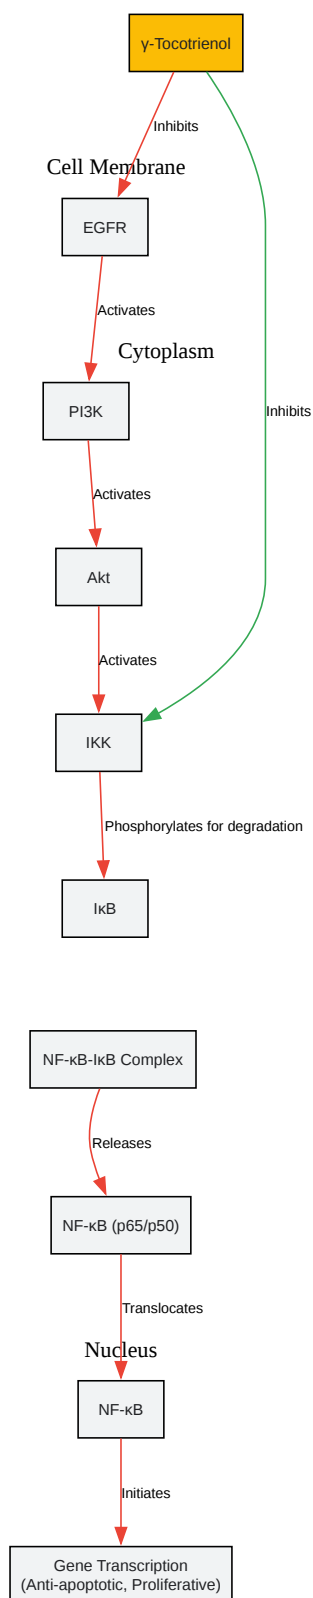 γ-Tocotrienol
Inhibits
Cell Membrane
EGFR
Activates
Cytoplasm
PI3K
Inhibits
Activates
Akt
Activates
IKK
Phosphorylates for degradation
IκB
NF-κB-IκB Complex
Releases
NF-κB (p65/p50)
Translocates
Nucleus
NF-κB
Initiates
Gene Transcription
(Anti-apoptotic, Proliferative)